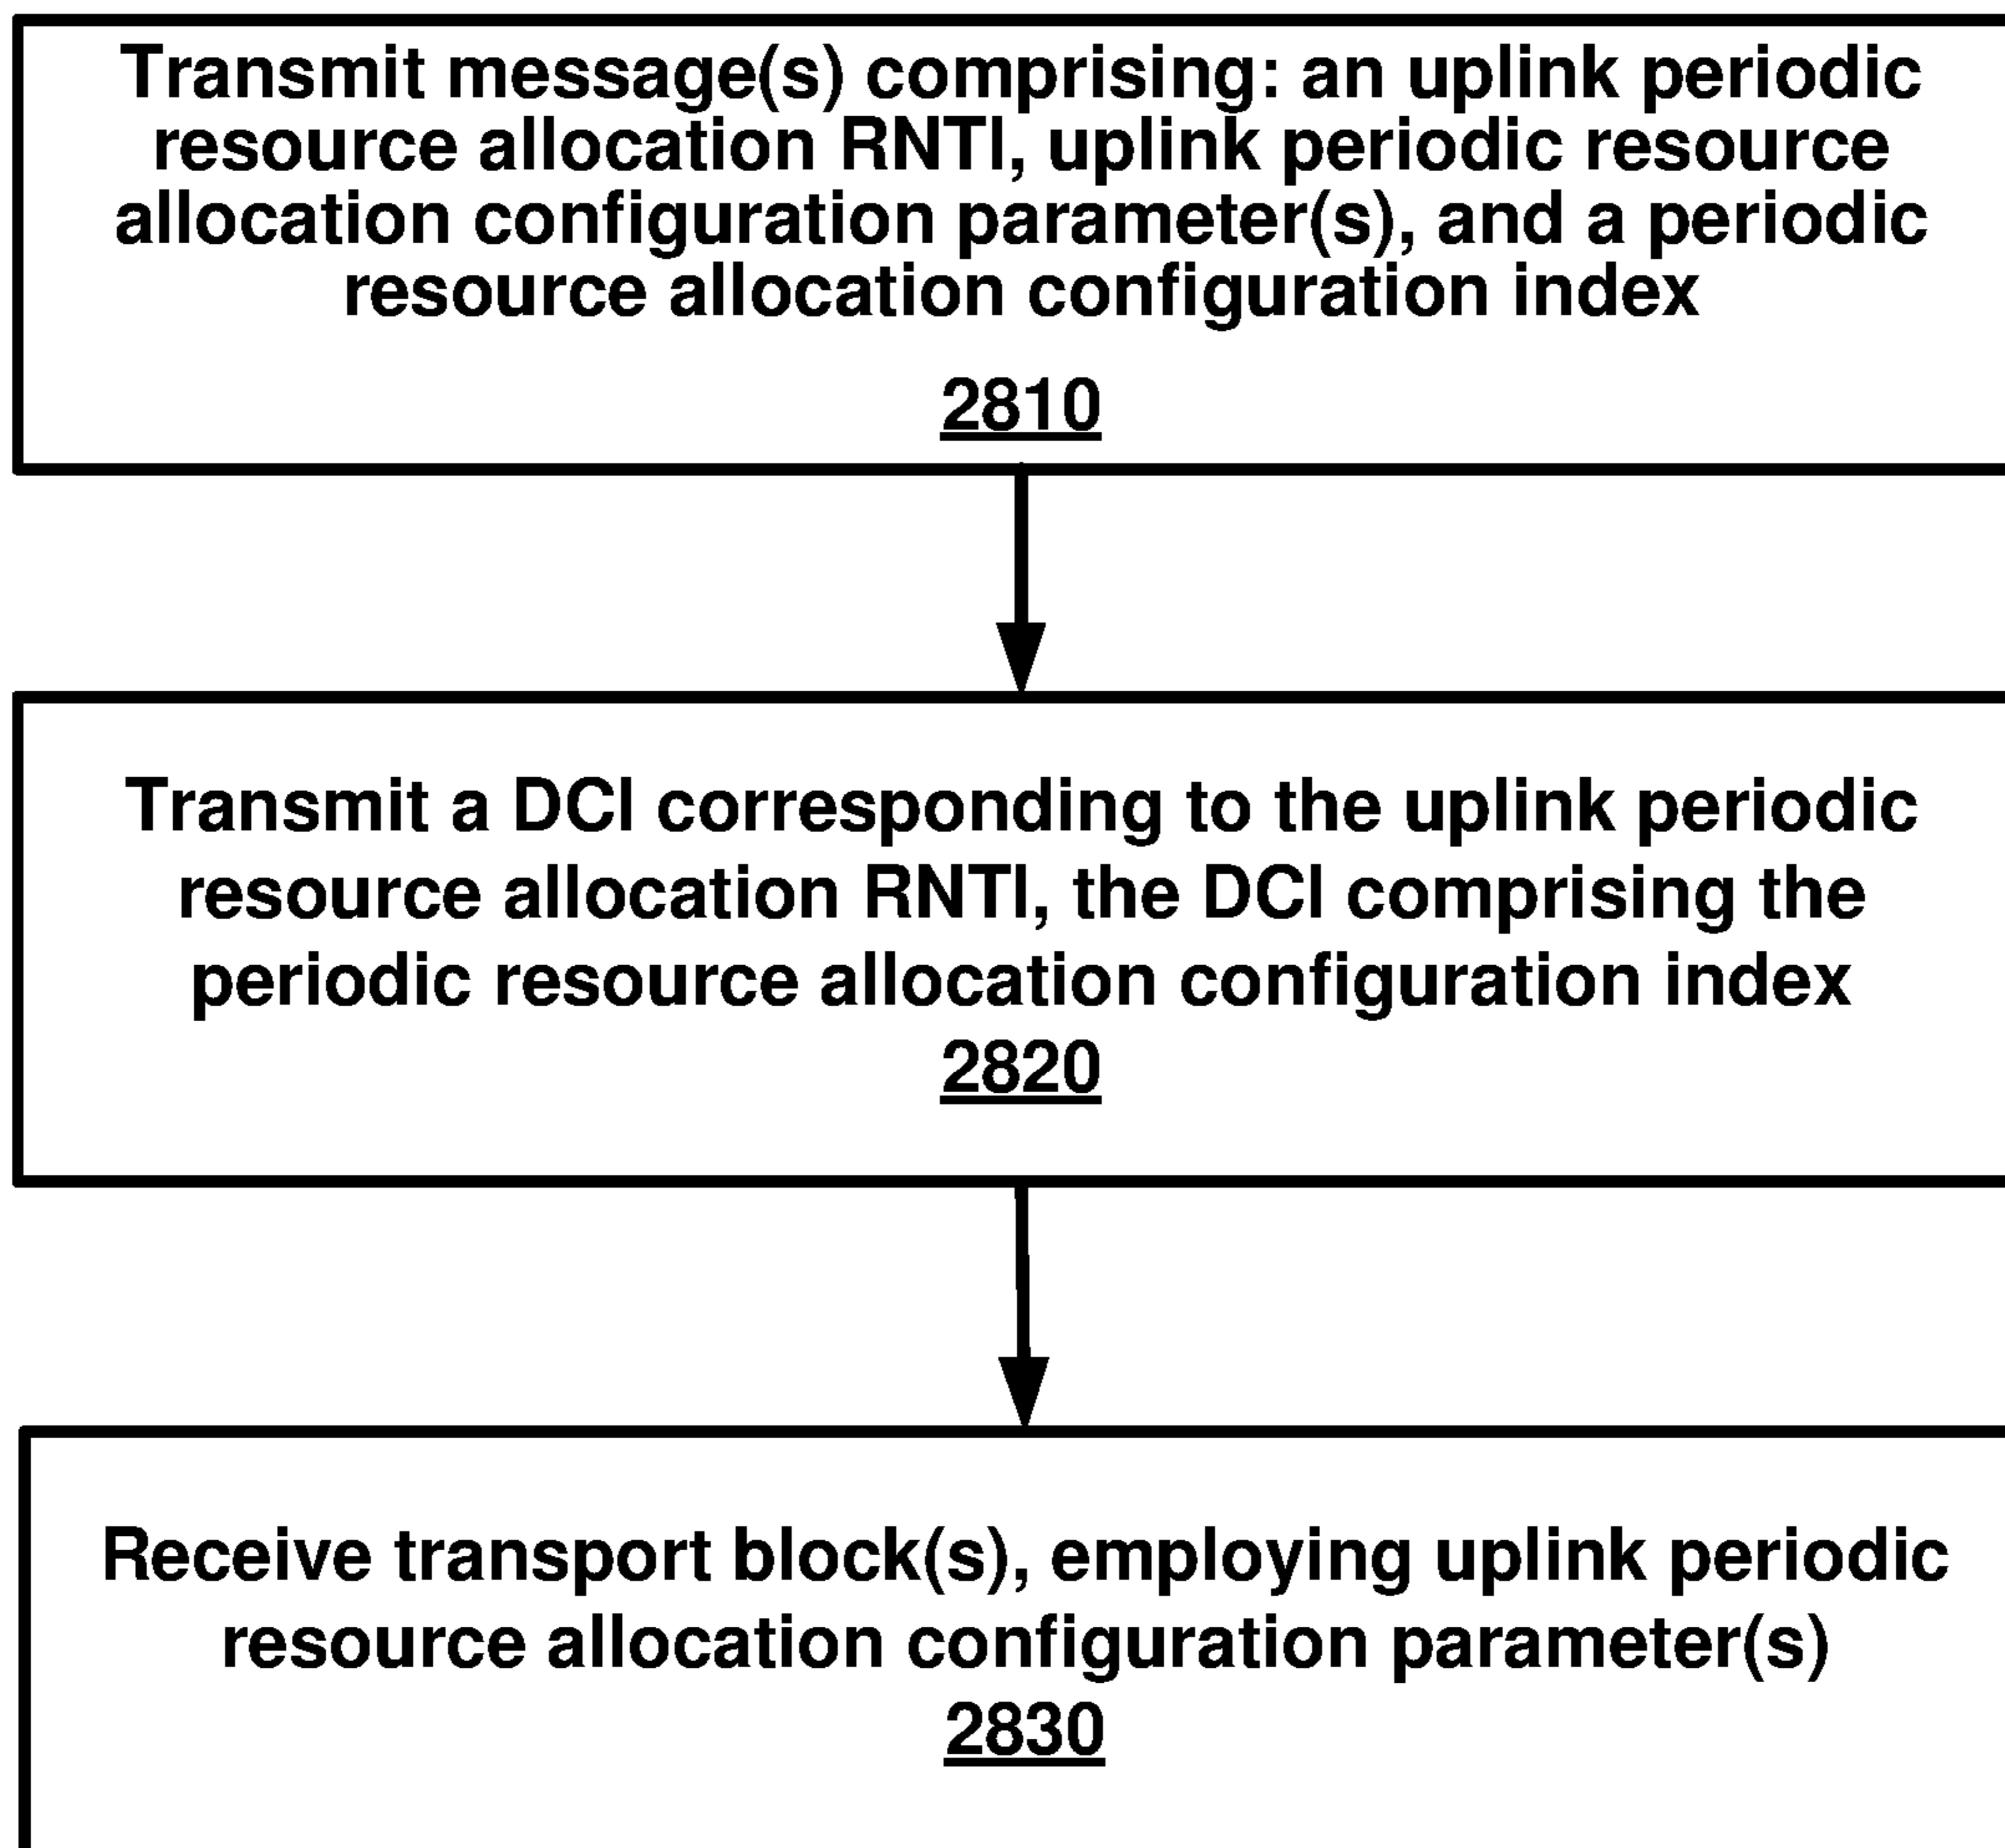 Transmit message(s) comprising: an uplink periodic
resource allocation RNTI, uplink periodic resource
allocation configuration parameter(s), and a periodic
resource allocation configuration index
2810
Transmit a DCI corresponding to the uplink periodic
resource allocation RNTI, the DCI comprising the
periodic resource allocation configuration index
2820
Receive transport block(s), employing uplink periodic
resource allocation configuration parameter(s)
2830